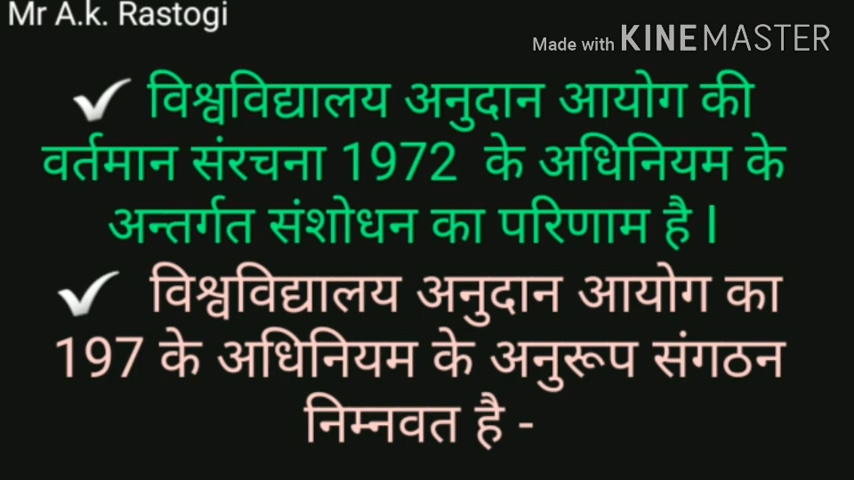 Mr A.k. Rastogi
Made with KINEMASTER
✔ विश्वविद्यालय अनुदान आयोग की
वर्तमान संरचना 1972 के अधिनियम के
अन्तर्गत संशोधन का परिणाम है l
✔ विश्वविद्यालय अनुदान आयोग का
197 के अधिनियम के अनुरूप संगठन
निम्नवत है -